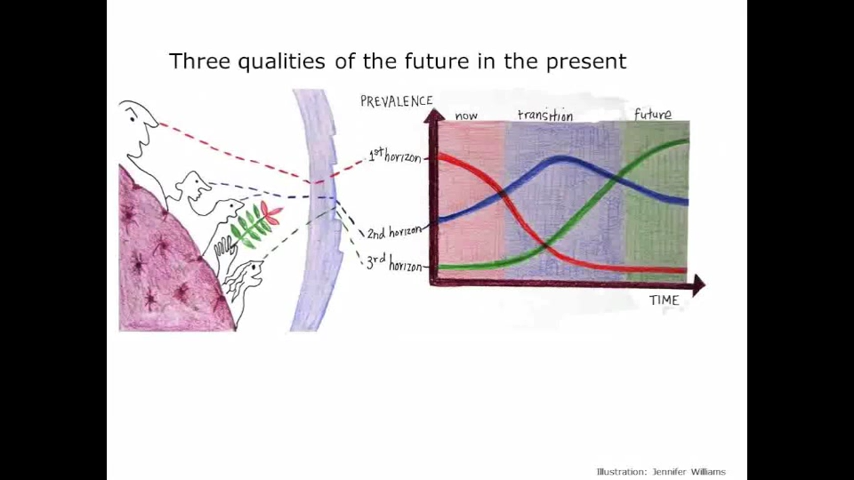 Three qualities of the future in the present
PREVALENCE
now transition future
1st horizon
2nd horizon
3rd horizon
TIME
Illustration: Jennifer Williams